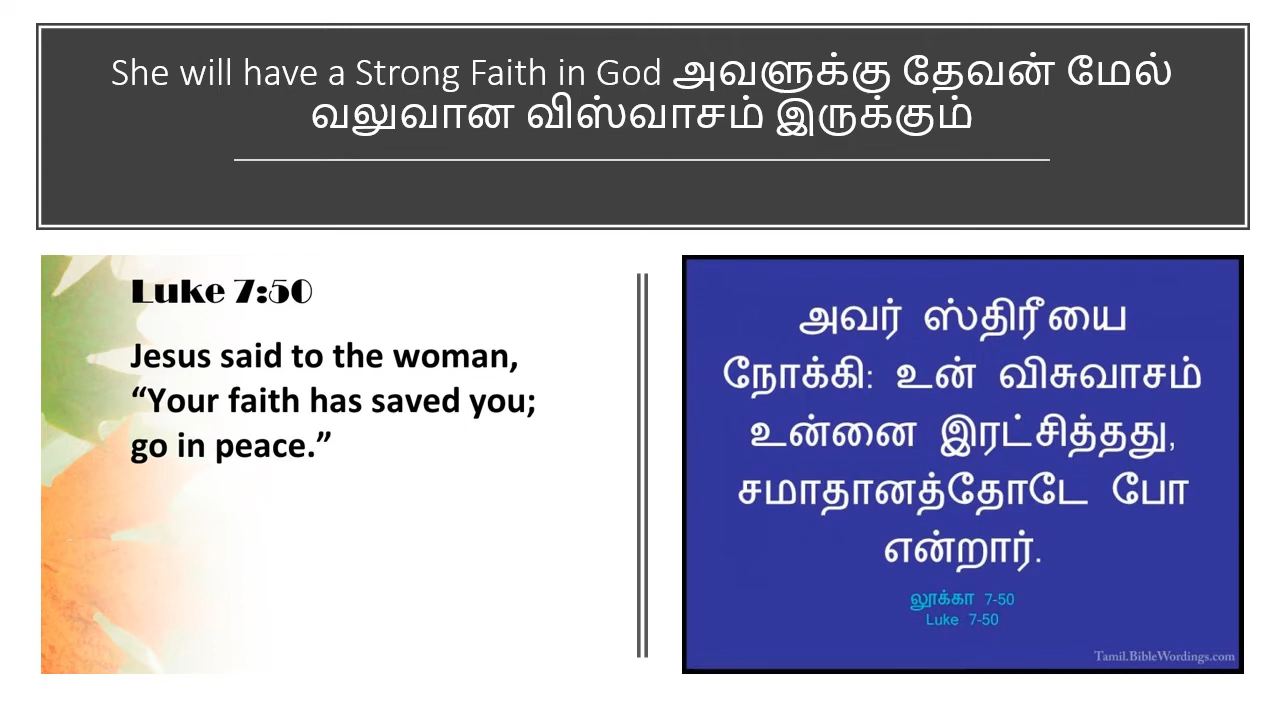 She will have a Strong Faith in God அவளுக்கு தேவன் மேல்
வலுவான விஸ்வாசம் இருக்கும்
Luke 7:50
Jesus said to the woman,
“Your faith has saved you;
go in peace.”
அவர் ஸ்திரீயை
நோக்கி: உன் விசுவாசம்
உன்னை இரட்சித்தது,
சமாதானத்தோடே போ
என்றார்.
லூக்கா 7-50
Luke 7-50
Tamil.BibleWordings.com